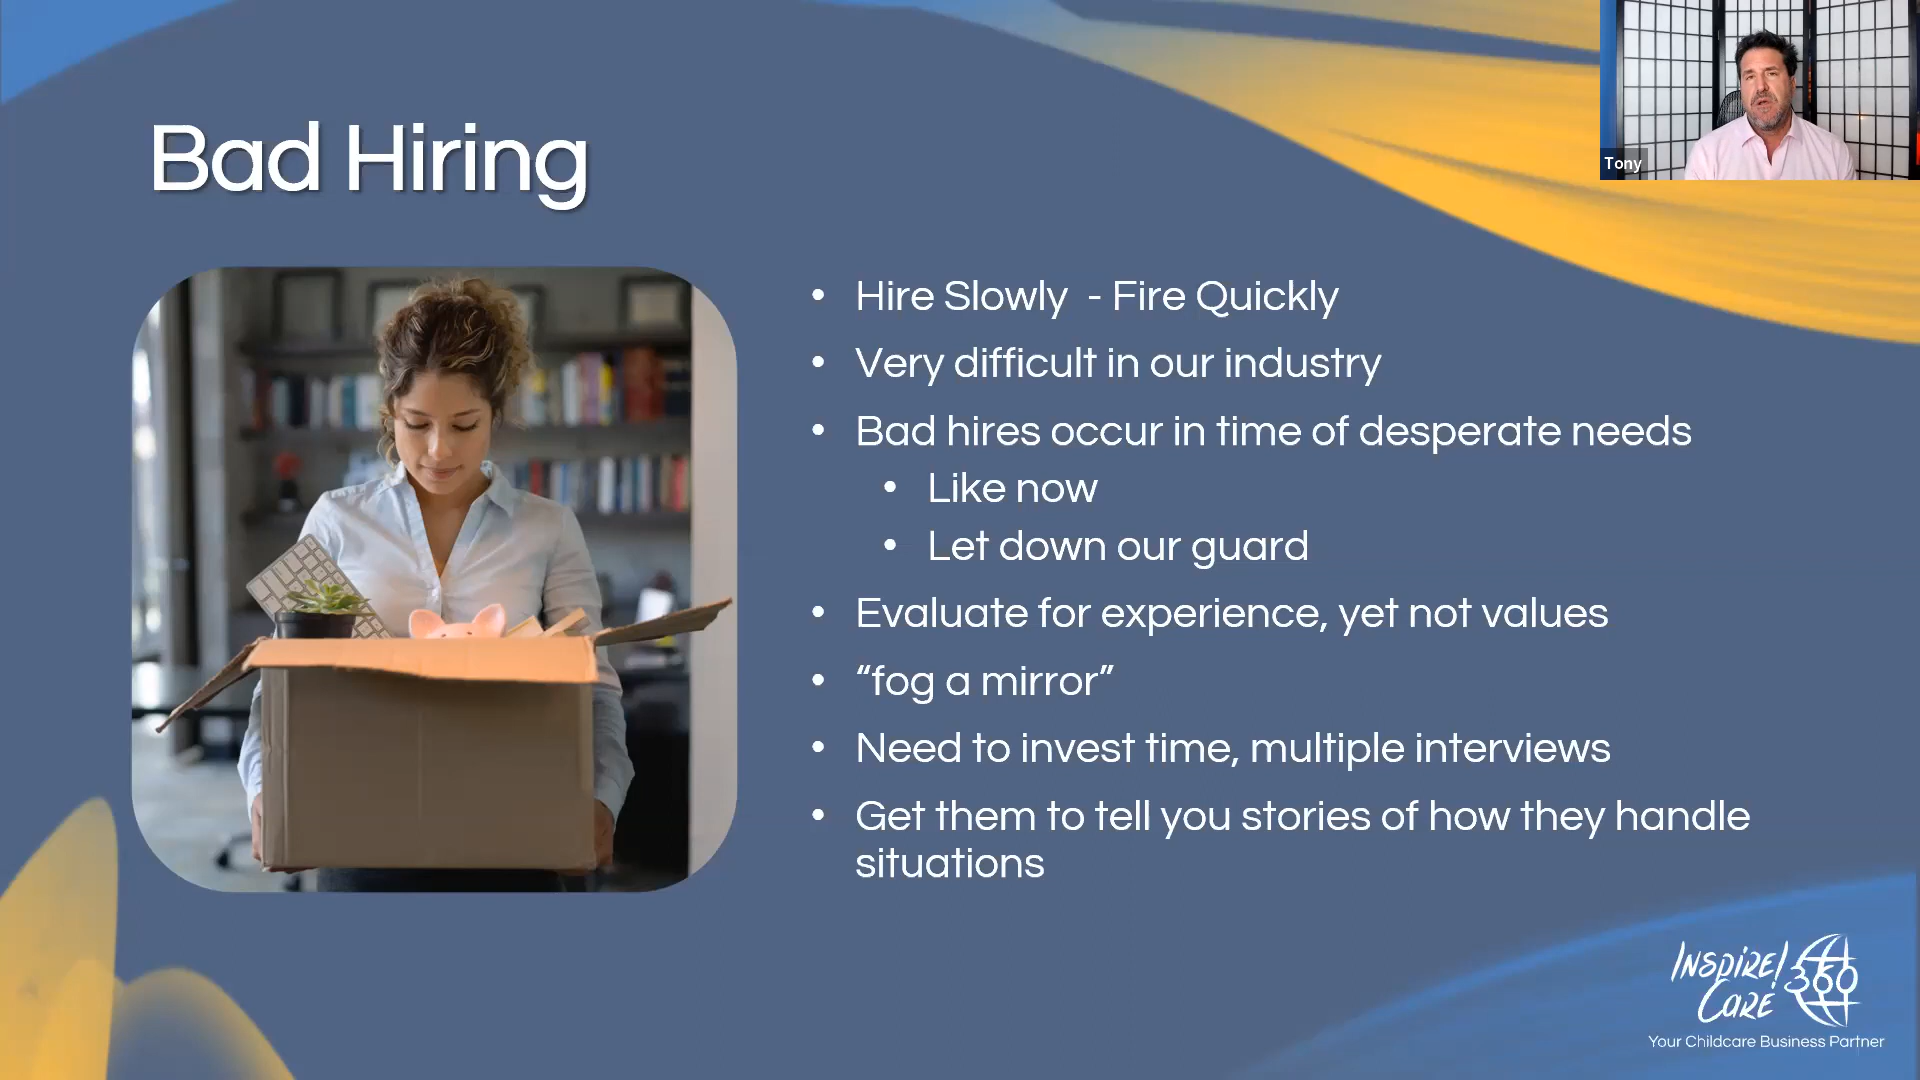 Tony
Bad Hiring
• Hire Slowly  - Fire Quickly
• Very difficult in our industry
• Bad hires occur in time of desperate needs
• Like now
• Let down our guard
• Evaluate for experience, yet not values
• “fog a mirror”
• Need to invest time, multiple interviews
• Get them to tell you stories of how they handle
situations
INSPIRE!
CARE 360
Your Childcare Business Partner